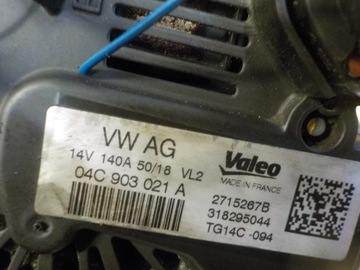 VW AG
14V 140A 50/18 VL2
04C 903 021 A
Valeo
MADE IN FRANCE
2715267B
318295044
TG14C -094